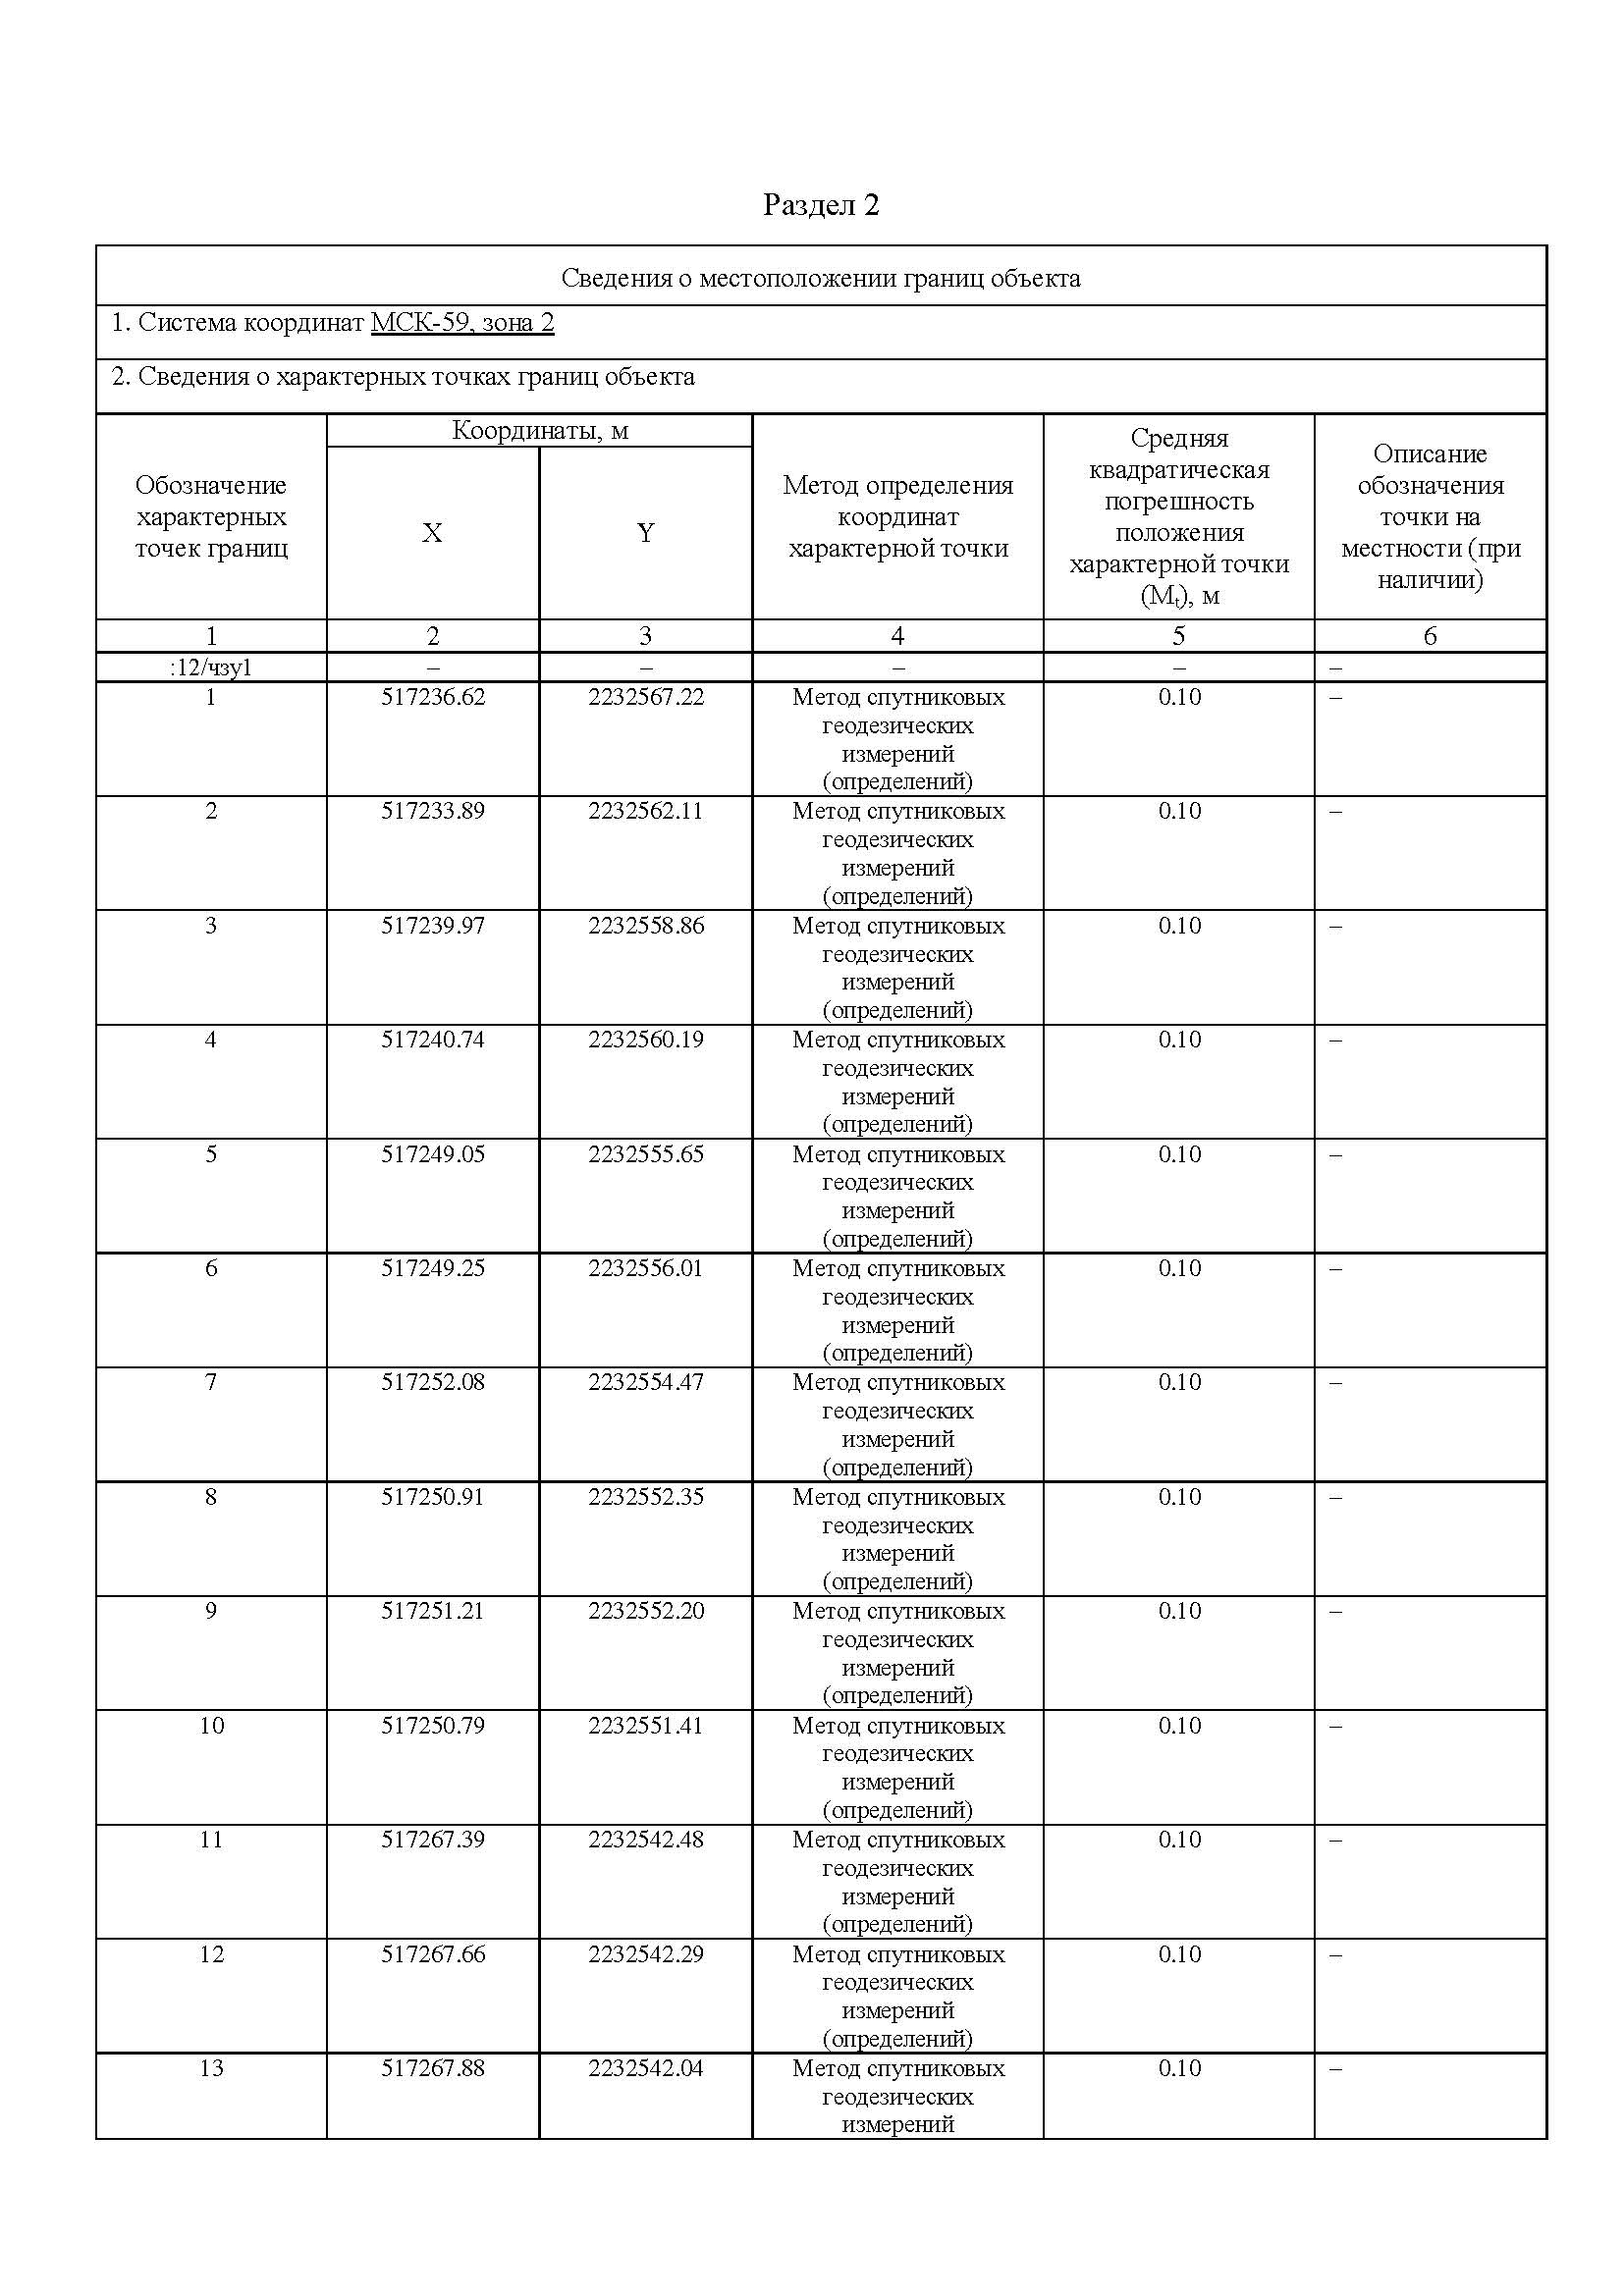 Раздел 2
Сведения о местоположении границ объекта
1. Система координат МСК-59, зона 2
2. Сведения о характерных точках границ объекта
Обозначение
характерных
точек границ
Координаты, м
X
Y
Метод определения
координат
характерной точки
Средняя
квадратическая
погрешность
положения
характерной точки
(Mt), м
Описание
обозначения
точки на
местности (при
наличии)
1 2 3 4 5 6
:12/чзу1 – – – – –
1 517236.62 2232567.22 Метод спутниковых 0.10 –
геодезических
измерений
(определений)
2 517233.89 2232562.11 Метод спутниковых 0.10 –
геодезических
измерений
(определений)
3 517239.97 2232558.86 Метод спутниковых 0.10 –
геодезических
измерений
(определений)
4 517240.74 2232560.19 Метод спутниковых 0.10 –
геодезических
измерений
(определений)
5 517249.05 2232555.65 Метод спутниковых 0.10 –
геодезических
измерений
(определений)
6 517249.25 2232556.01 Метод спутниковых 0.10 –
геодезических
измерений
(определений)
7 517252.08 2232554.47 Метод спутниковых 0.10 –
геодезических
измерений
(определений)
8 517250.91 2232552.35 Метод спутниковых 0.10 –
геодезических
измерений
(определений)
9 517251.21 2232552.20 Метод спутниковых 0.10 –
геодезических
измерений
(определений)
10 517250.79 2232551.41 Метод спутниковых 0.10 –
геодезических
измерений
(определений)
11 517267.39 2232542.48 Метод спутниковых 0.10 –
геодезических
измерений
(определений)
12 517267.66 2232542.29 Метод спутниковых 0.10 –
геодезических
измерений
(определений)
13 517267.88 2232542.04 Метод спутниковых 0.10 –
геодезических
измерений